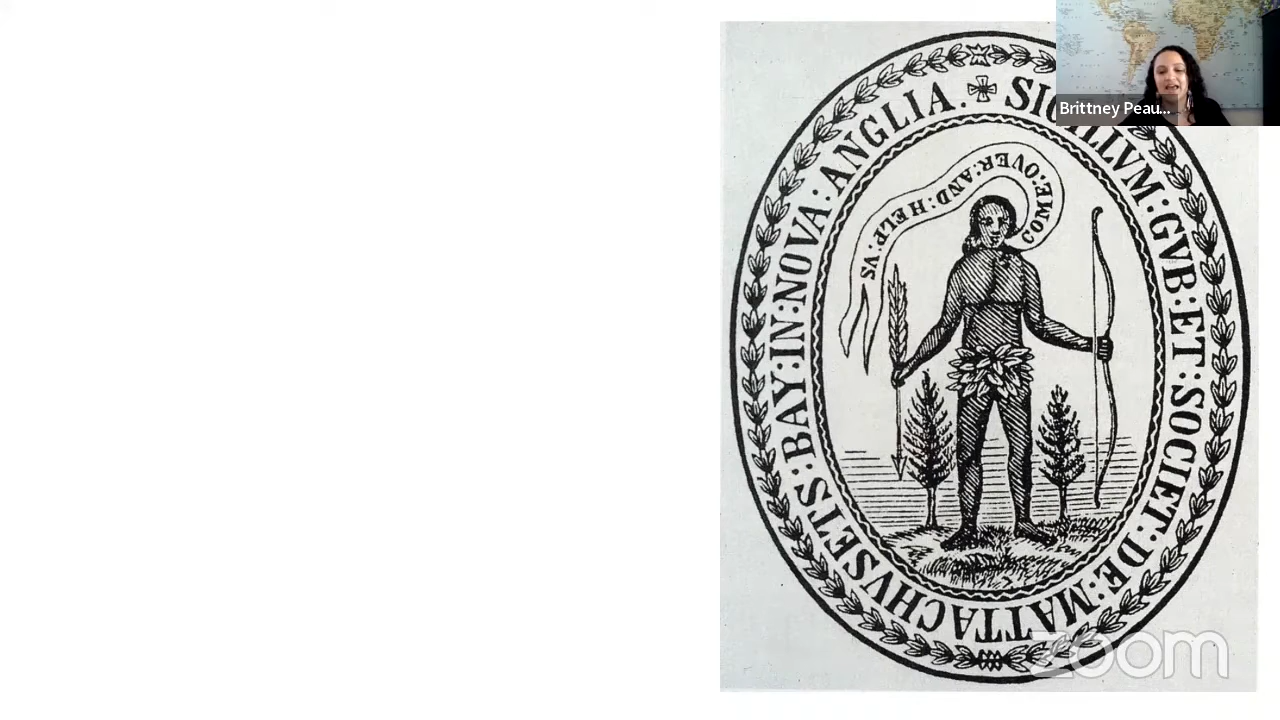 Brittney Peau...
SIGILLVM : GVB : ET : SOCIET : DE : MATTACHVSETS : BAY : IN : NOVA : ANGLIA .
COME : OVER : AND : HELP : VS
zoom